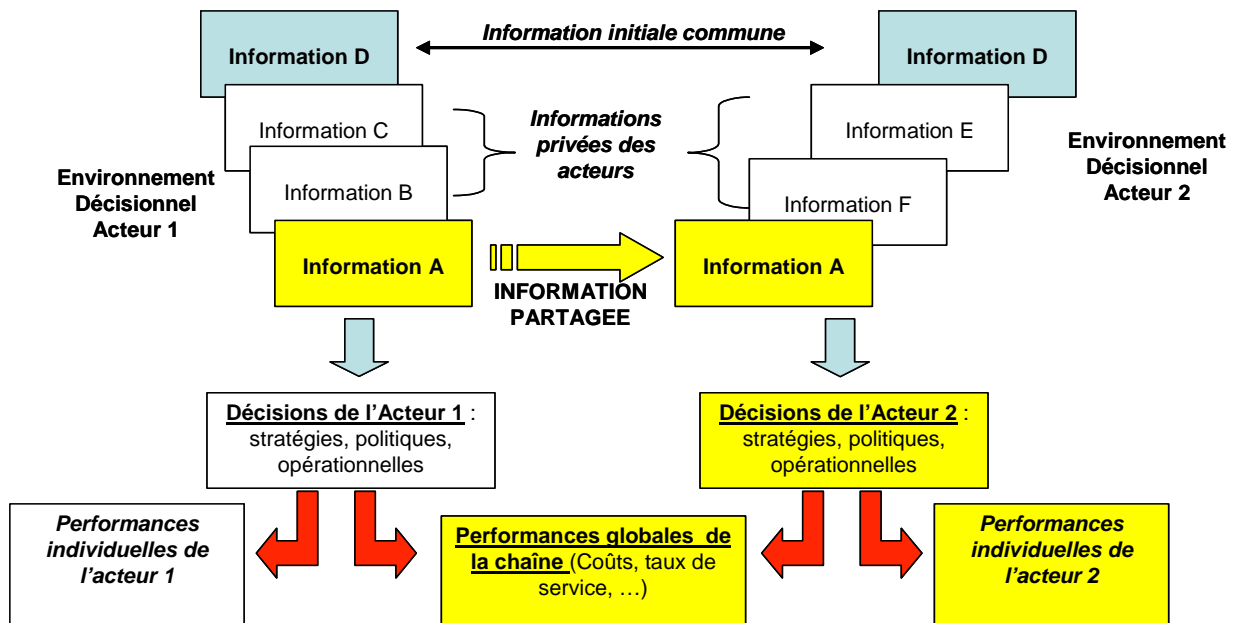 Information D
Information initiale commune
Information D
Information C
Informations
privées des
acteurs
Information E
Environnement
Décisionnel
Acteur 1
Environnement
Décisionnel
Acteur 2
Information B
Information F
Information A
INFORMATION
PARTAGEE
Information A
Décisions de l'Acteur 1 :
stratégies, politiques,
opérationnelles
Décisions de l'Acteur 2 :
stratégies, politiques,
opérationnelles
Performances
individuelles de
l'acteur 1
Performances globales de
la chaîne (Coûts, taux de
service, …)
Performances
individuelles de
l'acteur 2